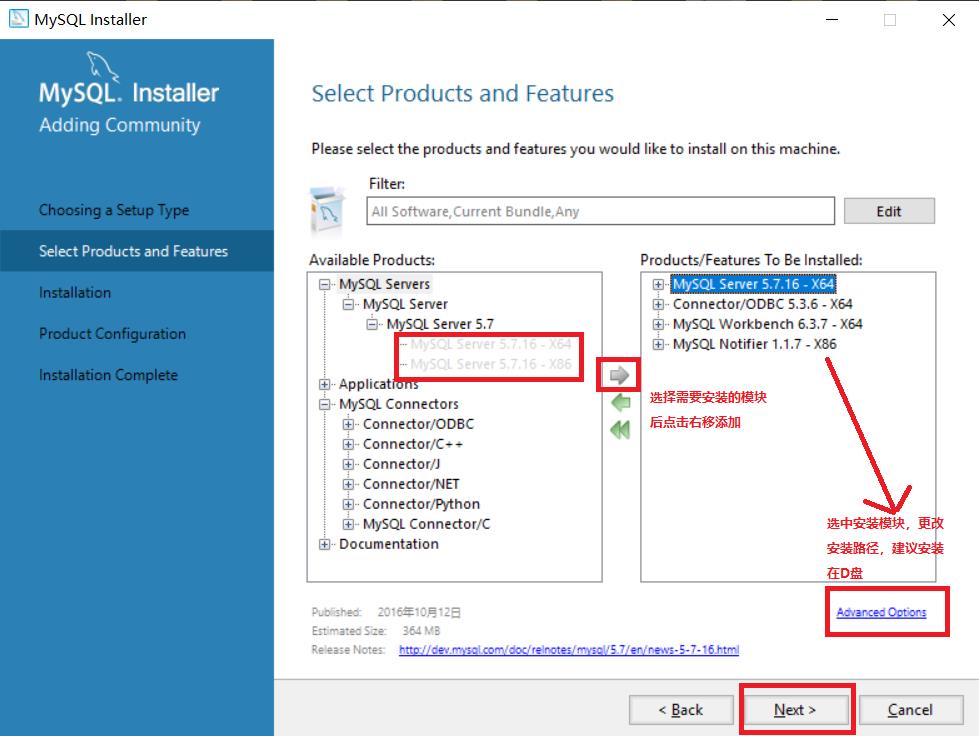 MySQL Installer
MySQL. Installer
Adding Community
Choosing a Setup Type
Select Products and Features
Installation
Product Configuration
Installation Complete
Select Products and Features
Please select the products and features you would like to install on this machine.
Filter:
All Software,Current Bundle,Any
Edit
Available Products:
MySQL Servers
MySQL Server
MySQL Server 5.7
MySQL Server 5.7.16 - X64
MySQL Server 5.7.16 - X86
Applications
MySQL Connectors
Connector/ODBC
Connector/C++
Connector/J
Connector/NET
Connector/Python
MySQL Connector/C
Documentation
选择需要安装的模块
后点击右移添加
Products/Features To Be Installed:
MySQL Server 5.7.16 - X64
Connector/ODBC 5.3.6 - X64
MySQL Workbench 6.3.7 - X64
MySQL Notifier 1.1.7 - X86
选中安装模块，更改
安装路径，建议安装
在D盘
Advanced Options
Published: 2016年10月12日
Estimated Size: 364 MB
Release Notes: http://dev.mysql.com/doc/relnotes/mysql/5.7/en/news-5-7-16.html
< Back
Next >
Cancel